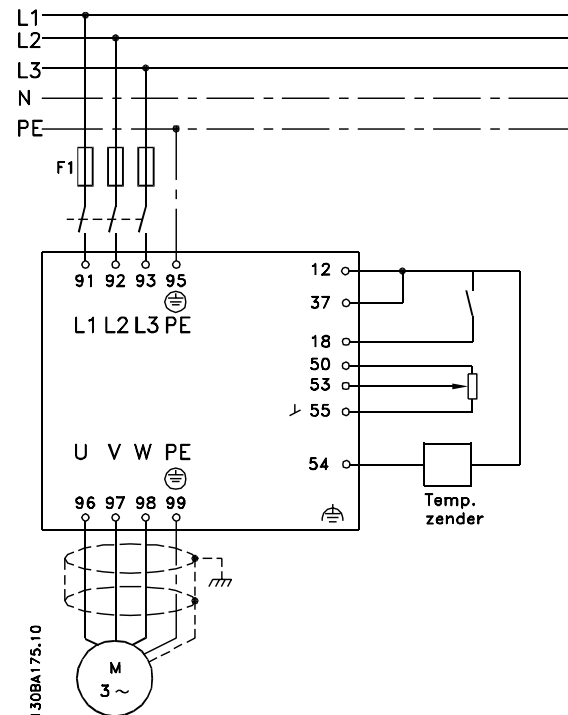 L1
L2
L3
N
PE
F1
91 92 93 95
L1 L2 L3 PE
12
37
18
50
53
55
54
Temp.
zender
U V W PE
96 97 98 99
M
3 ~
130BA175.10